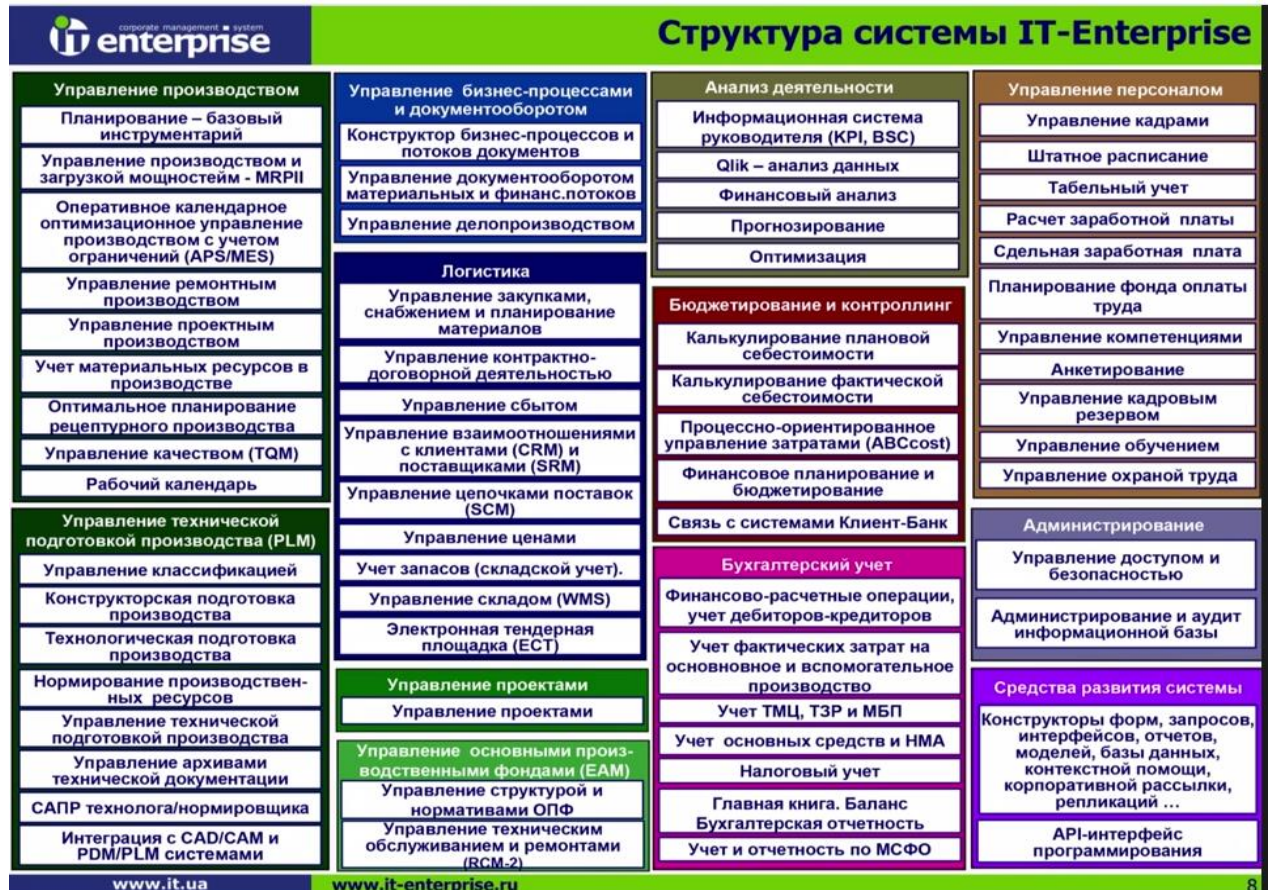 corporate management system
it enterprise
Структура системы IT-Enterprise
Управление производством
Планирование – базовый
инструментарий
Управление производством и
загрузкой мощностейм - MRPII
Оперативное календарное
оптимизационное управление
производством с учетом
ограничений (APS/MES)
Управление ремонтным
производством
Управление проектным
производством
Учет материальных ресурсов в
производстве
Оптимальное планирование
рецептурного производства
Управление качеством (TQM)
Рабочий календарь
Управление технической
подготовкой производства (PLM)
Управление классификацией
Конструкторская подготовка
производства
Технологическая подготовка
производства
Нормирование производствен-
ных ресурсов
Управление технической
подготовкой производства
Управление архивами
технической документации
САПР технолога/нормировщика
Интеграция с CAD/CAM и
PDM/PLM системами
Управление бизнес-процессами
и документооборотом
Конструктор бизнес-процессов и
потоков документов
Управление документооборотом
материальных и финанс.потоков
Управление делопроизводством
Логистика
Управление закупками,
снабжением и планирование
материалов
Управление контрактно-
договорной деятельностью
Управление сбытом
Управление взаимоотношениями
с клиентами (CRM) и
поставщиками (SRM)
Управление цепочками поставок
(SCM)
Управление ценами
Учет запасов (складской учет).
Управление складом (WMS)
Электронная тендерная
площадка (ECT)
Управление проектами
Управление проектами
Управление основными произ-
водственными фондами (EAM)
Управление структурой и
нормативами ОПФ
Управление техническим
обслуживанием и ремонтами
(RCM-2)
Анализ деятельности
Информационная система
руководителя (KPI, BSC)
Qlik – анализ данных
Финансовый анализ
Прогнозирование
Оптимизация
Бюджетирование и контроллинг
Калькулирование плановой
себестоимости
Калькулирование фактической
себестоимости
Процессно-ориентированное
управление затратами (ABCcost)
Финансовое планирование и
бюджетирование
Связь с системами Клиент-Банк
Бухгалтерский учет
Финансово-расчетные операции,
учет дебиторов-кредиторов
Учет фактических затрат на
основновное и вспомогательное
производство
Учет ТМЦ, ТЗР и МБП
Учет основных средств и НМА
Налоговый учет
Главная книга. Баланс
Бухгалтерская отчетность
Учет и отчетность по МСФО
Управление персоналом
Управление кадрами
Штатное расписание
Табельный учет
Расчет заработной платы
Сдельная заработная плата
Планирование фонда оплаты
труда
Управление компетенциями
Анкетирование
Управление кадровым
резервом
Управление обучением
Управление охраной труда
Администрирование
Управление доступом и
безопасностью
Администрирование и аудит
информационной базы
Средства развития системы
Конструкторы форм, запросов,
интерфейсов, отчетов,
моделей, базы данных,
контекстной помощи,
корпоративной рассылки,
репликаций ...
API-интерфейс
программирования
www.it.ua
www.it-enterprise.ru
8